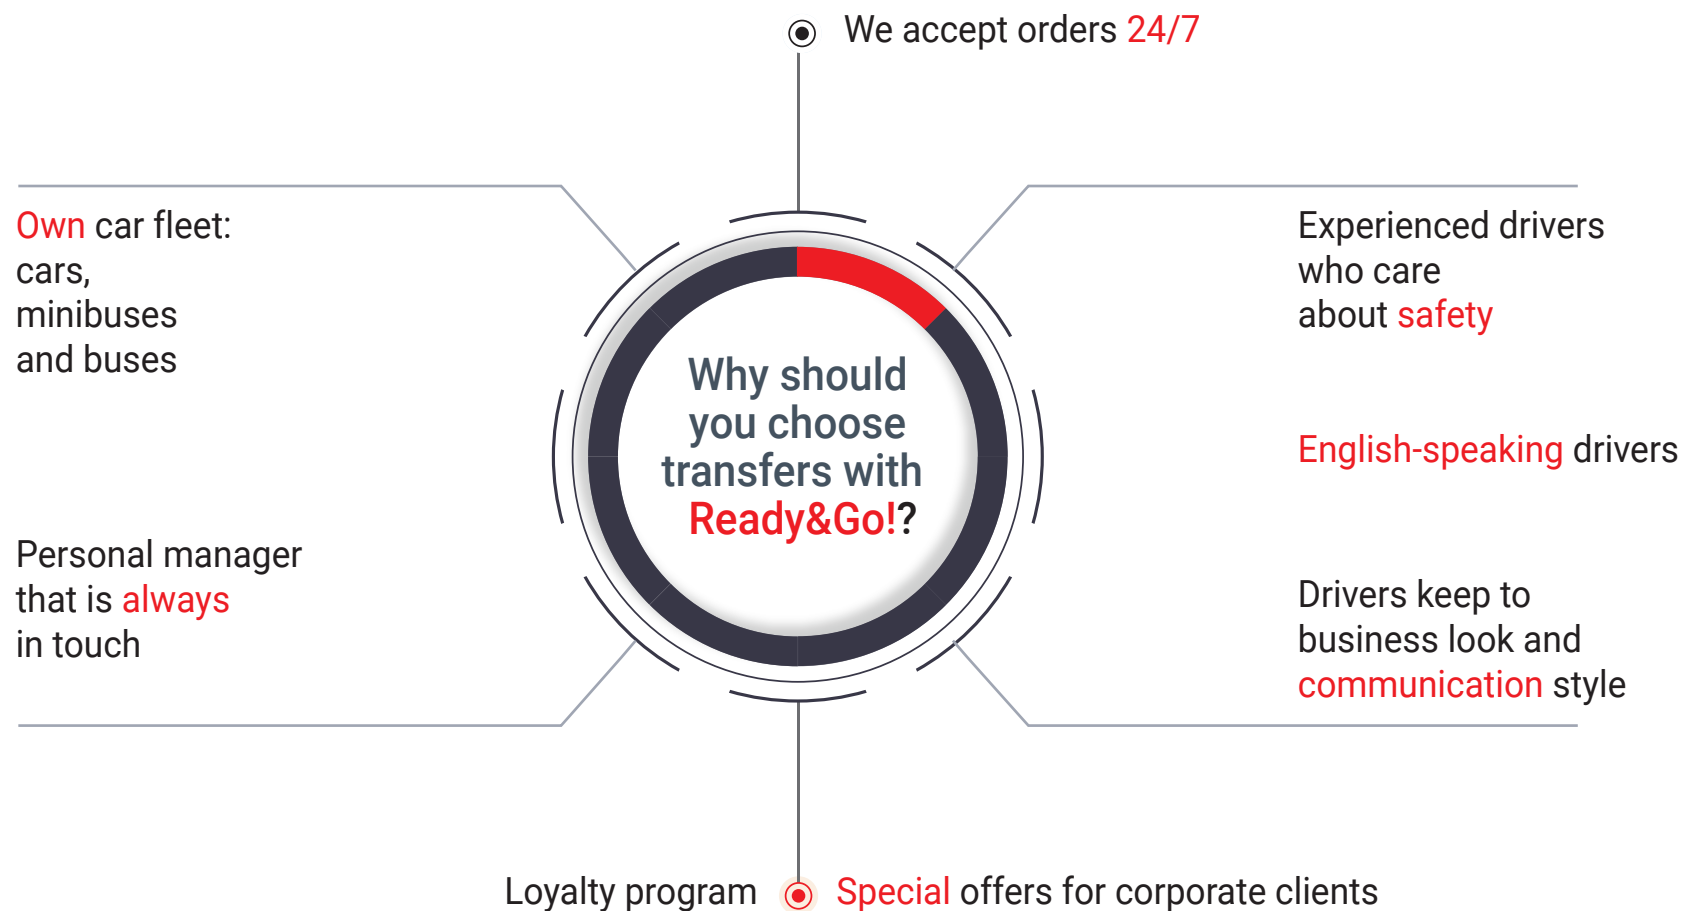 We accept orders 24/7
Own car fleet:
cars,
minibuses
and buses
Experienced drivers
who care
about safety
Why should
you choose
transfers with
Ready&Go!?
English-speaking drivers
Personal manager
that is always
in touch
Drivers keep to
business look and
communication style
Loyalty program
Special offers for corporate clients